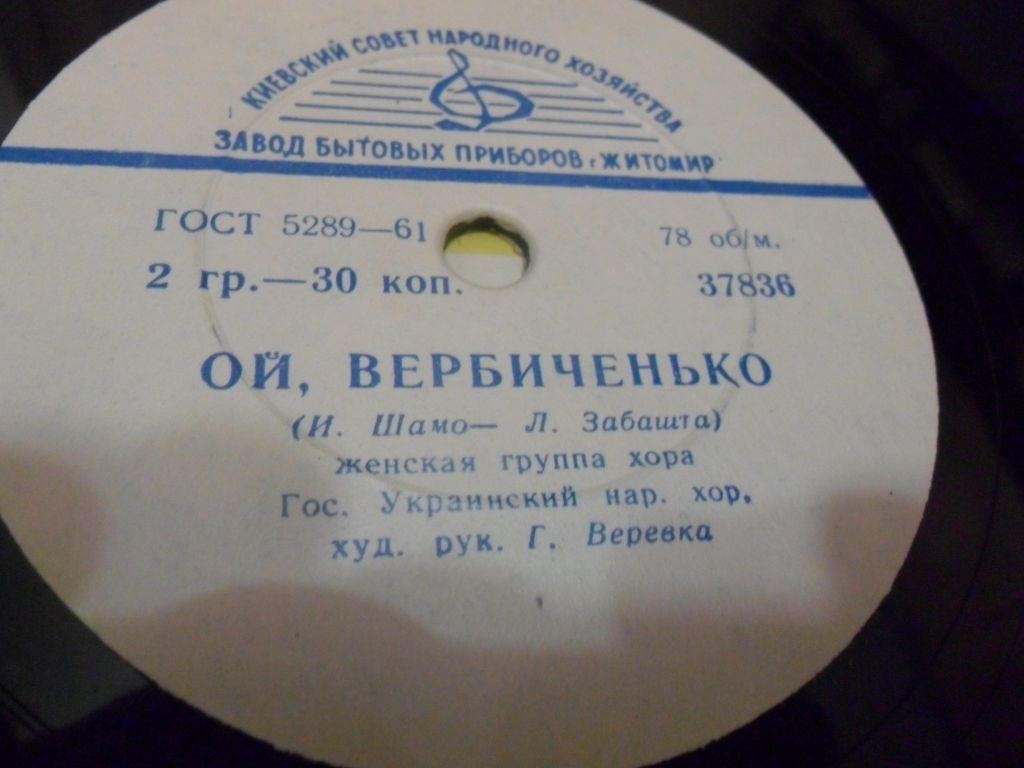 КИЕВСКИЙ СОВЕТ НАРОДНОГО ХОЗЯЙСТВА
ЗАВОД БЫТОВЫХ ПРИБОРОВ г. ЖИТОМИР
ГОСТ 5289—61 78 об/м.
2 гр.—30 коп. 37836
ОЙ, ВЕРБИЧЕНЬКО
(И. Шамо— Л. Забашта)
женская группа хора
Гос. Украинский нар. хор,
худ. рук. Г. Веревка